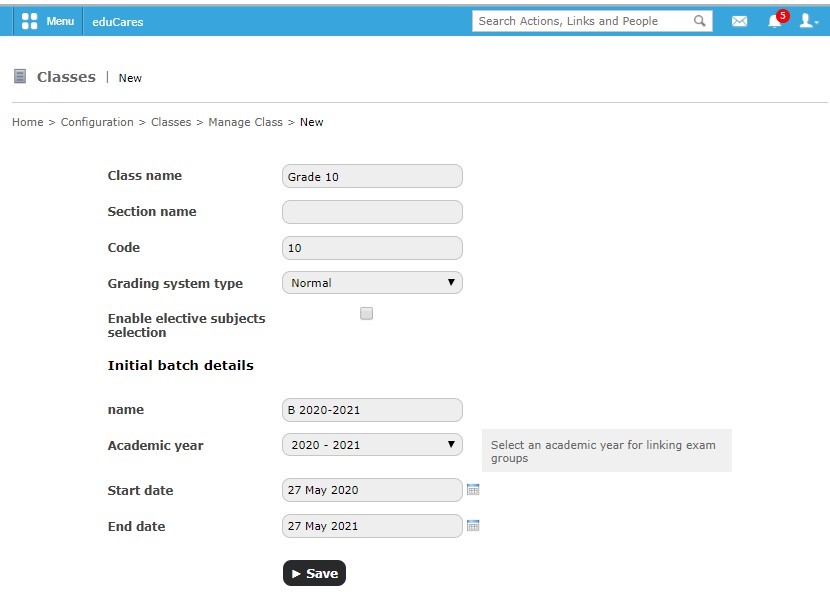 Menu eduCares Search Actions, Links and People 5
Classes | New
Home > Configuration > Classes > Manage Class > New
Class name Grade 10
Section name
Code 10
Grading system type Normal
Enable elective subjects
selection
Initial batch details
name B 2020-2021
Academic year 2020 - 2021 Select an academic year for linking exam
groups
Start date 27 May 2020
End date 27 May 2021
Save